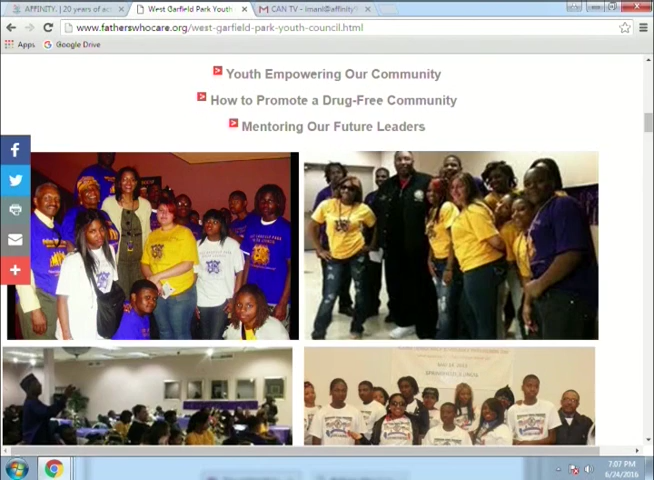 AFFINITY. | 20 years of ac
West Garfield Park Youth
CAN TV - imani@affinity9
www.fatherswhocare.org/west-garfield-park-youth-council.html
Apps
Google Drive
Youth Empowering Our Community
How to Promote a Drug-Free Community
Mentoring Our Future Leaders
7:07 PM
6/24/2016